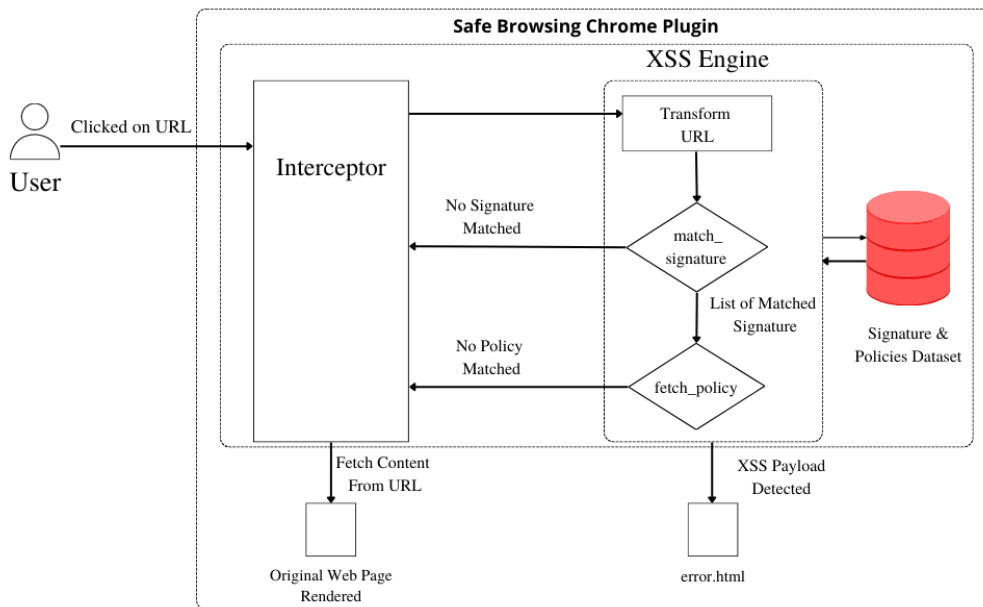 Safe Browsing Chrome Plugin
XSS Engine
Clicked on URL
User
Interceptor
Transform
URL
No Signature
Matched
match_
signature
List of Matched
Signature
Signature &
Policies Dataset
No Policy
Matched
fetch_policy
Fetch Content
From URL
XSS Payload
Detected
Original Web Page
Rendered
error.html